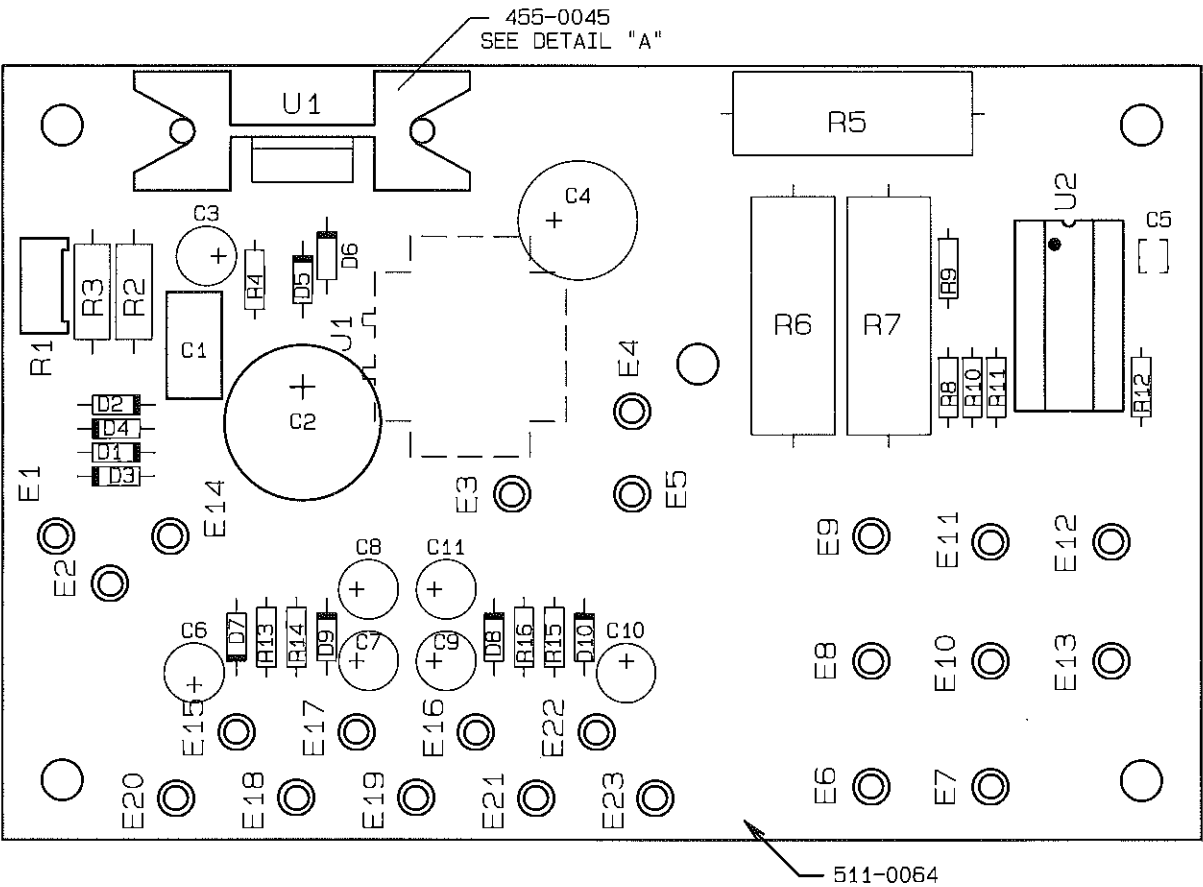 455-0045
SEE DETAIL "A"
U1
R5
C4
U2
C3
C5
D6
R4
D5
R9
R3
R2
J1
R1
C1
R6
R7
E4
C2
R8
R10
R11
R12
D2
D4
D1
D3
E1
E14
E3
E5
E9
E11
E12
E2
C8
C11
C6
D7
R13
R14
D9
C7
C9
D8
R16
R15
D10
C10
E8
E10
E13
E15
E17
E16
E22
E20
E18
E19
E21
E23
E6
E7
511-0064